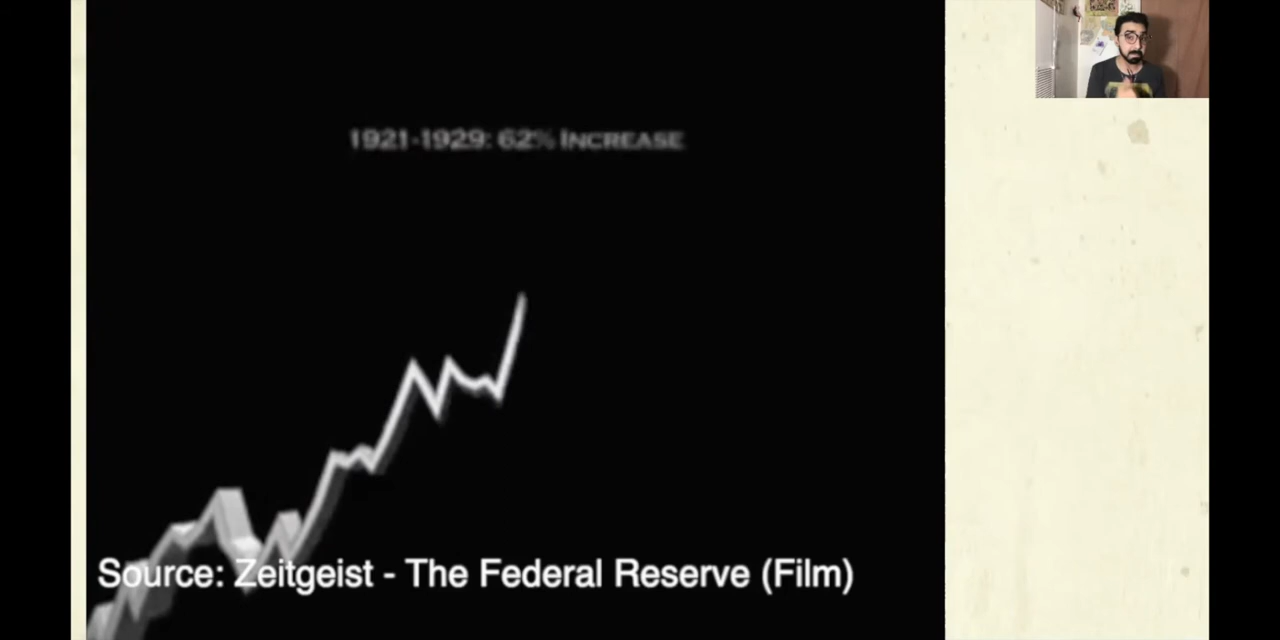 1921-1929: 62% INCREASE
Source: Zeitgeist - The Federal Reserve (Film)